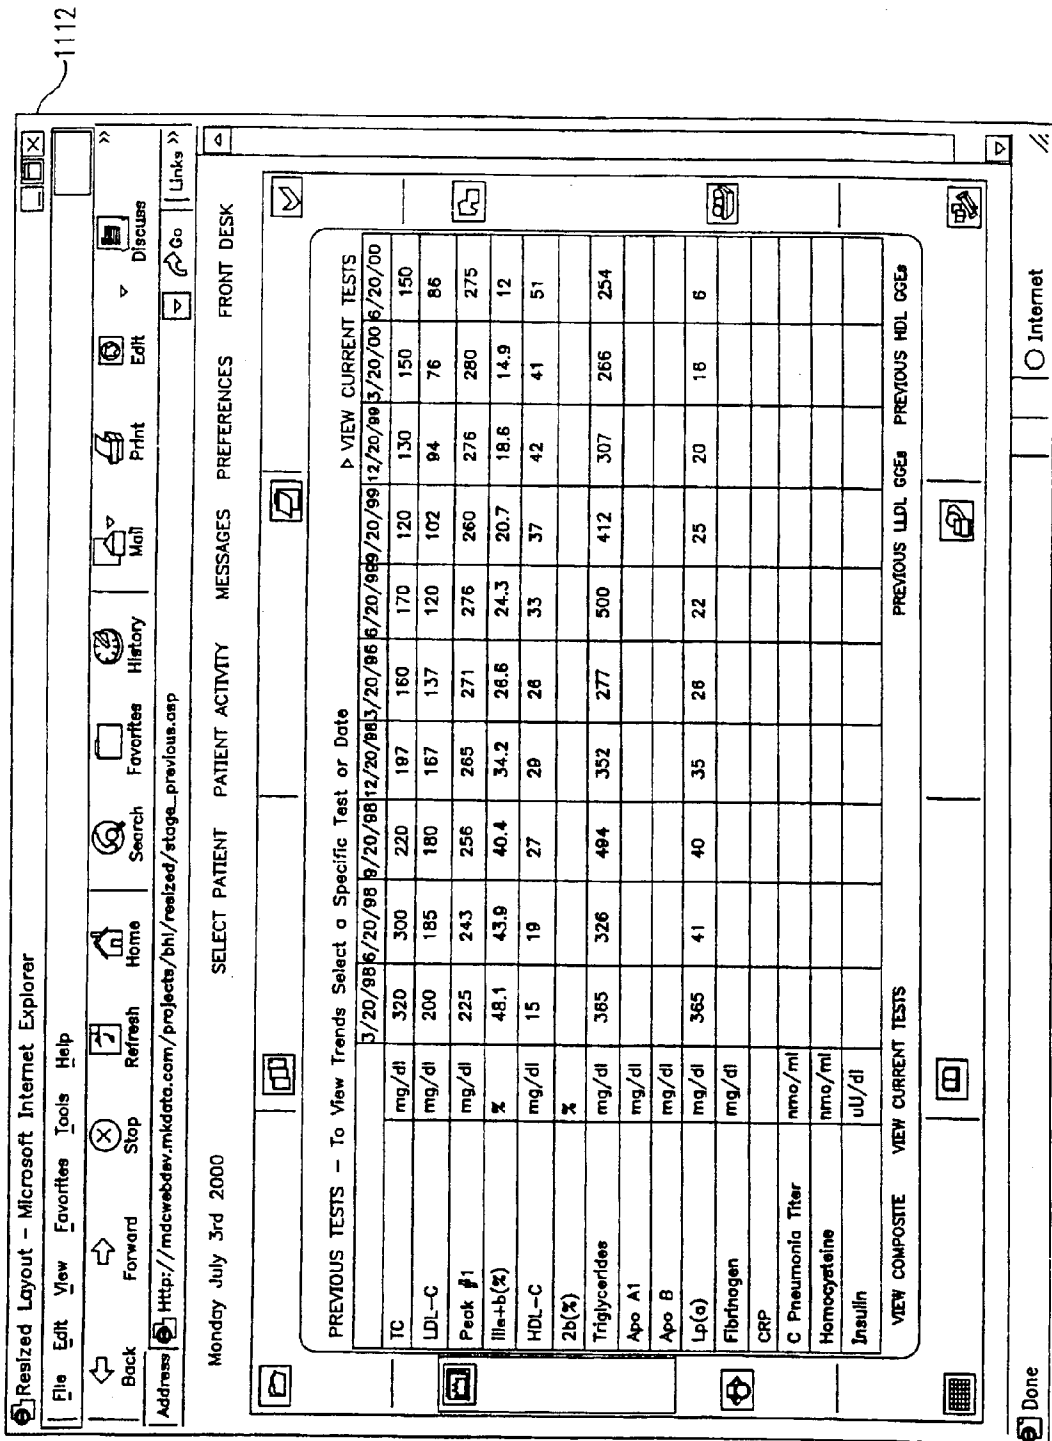 1112
Resized Layout – Microsoft Internet Explorer
File Edit View Favorites Tools Help
Back Forward Stop Refresh Home Search Favorites History Mail Print Edit Discuss »
Address Http://mdcwebdev.mkdata.com/projects/bhl/resized/stage_previous.asp Go Links »
Monday July 3rd 2000 SELECT PATIENT PATIENT ACTIVITY MESSAGES PREFERENCES FRONT DESK
PREVIOUS TESTS – To View Trends Select a Specific Test or Date ▷ VIEW CURRENT TESTS
3/20/98 6/20/98 9/20/98 12/20/98 3/20/96 6/20/99 9/20/99 12/20/99 3/20/00 6/20/00
TC mg/dl 320 300 220 197 160 170 120 130 150 150
LDL–C mg/dl 200 185 180 167 137 120 102 94 76 86
Peak #1 mg/dl 225 243 256 265 271 276 260 276 280 275
IIIa+b(%) % 48.1 43.9 40.4 34.2 26.6 24.3 20.7 18.6 14.9 12
HDL–C mg/dl 15 19 27 29 26 33 37 42 41 51
2b(%) %
Triglycerides mg/dl 365 326 494 352 277 500 412 307 266 254
Apo A1 mg/dl
Apo B mg/dl
Lp(a) mg/dl 365 41 40 35 26 22 25 20 16 6
Fibrinogen mg/dl
CRP
C Pneumonia Titer nmo/ml
Homocysteine nmo/ml
Insulin uU/dl
VIEW COMPOSITE VIEW CURRENT TESTS PREVIOUS LLDL GGEs PREVIOUS HDL GGEs
Done Internet